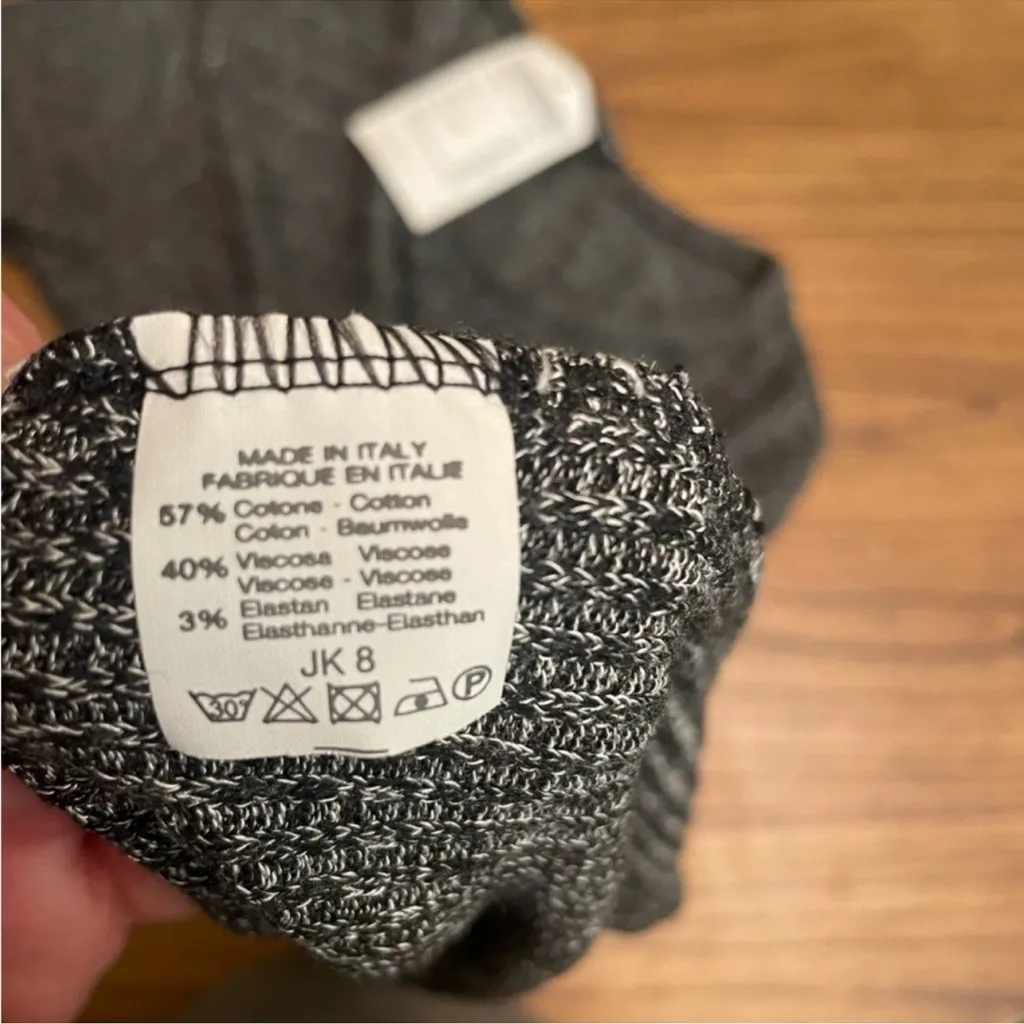 MADE IN ITALY
FABRIQUE EN ITALIE
57% Cotone - Cotton
Coton - Baumwolle
40% Viscosa Viscose
Viscose - Viscose
3% Elastan Elastane
Elasthanne-Elasthan
JK 8
30° P